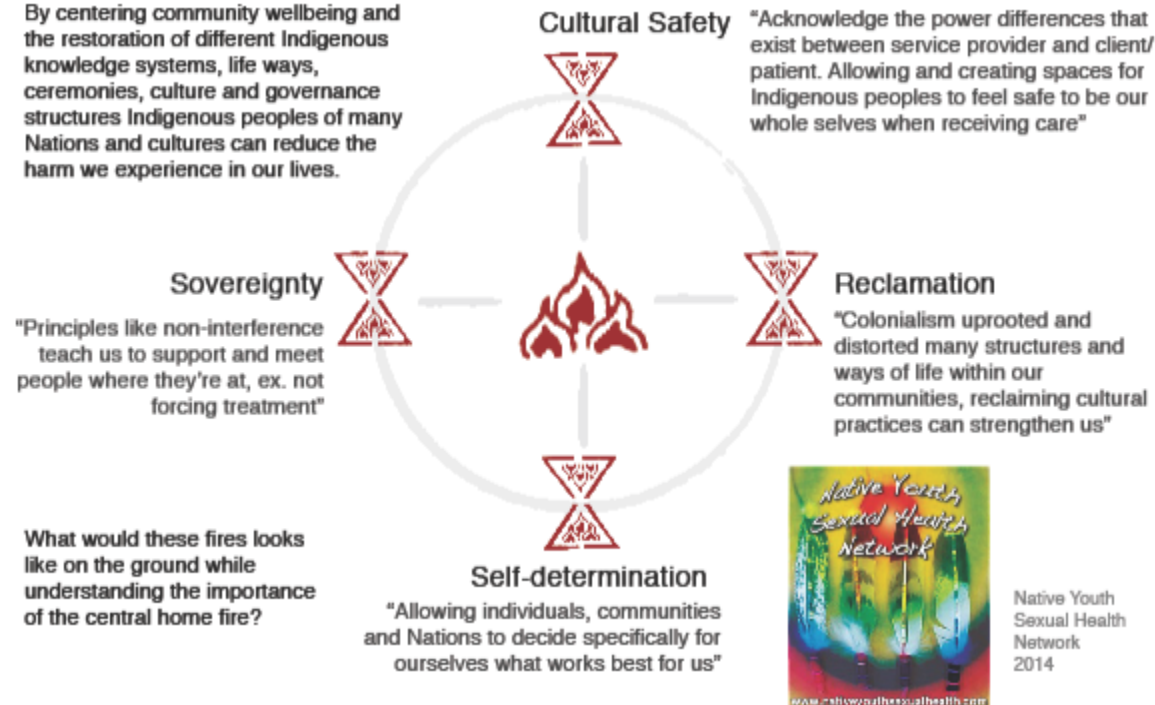 By centering community wellbeing and
the restoration of different Indigenous
knowledge systems, life ways,
ceremonies, culture and governance
structures Indigenous peoples of many
Nations and cultures can reduce the
harm we experience in our lives.
Cultural Safety
“Acknowledge the power differences that
exist between service provider and client/
patient. Allowing and creating spaces for
Indigenous peoples to feel safe to be our
whole selves when receiving care”
Sovereignty
“Principles like non-interference
teach us to support and meet
people where they're at, ex. not
forcing treatment”
Reclamation
“Colonialism uprooted and
distorted many structures and
ways of life within our
communities, reclaiming cultural
practices can strengthen us”
What would these fires looks
like on the ground while
understanding the importance
of the central home fire?
Self-determination
“Allowing individuals, communities
and Nations to decide specifically for
ourselves what works best for us”
Native Youth
Sexual Health
Network
www.nativeyouthsexualhealth.com
Native Youth
Sexual Health
Network
2014